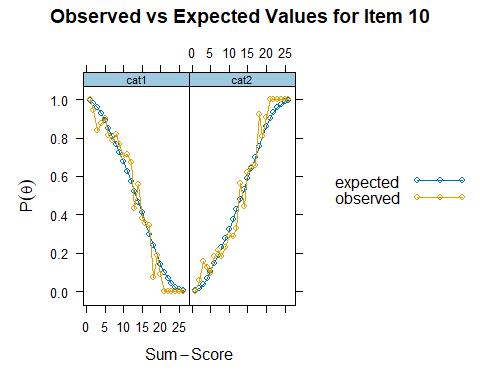 Observed vs Expected Values for Item 10
0 5 10 15 20 25
cat1 cat2
1.0
0.8
0.6
0.4
0.2
0.0
P(θ)
expected
observed
0 5 10 15 20 25
Sum−Score